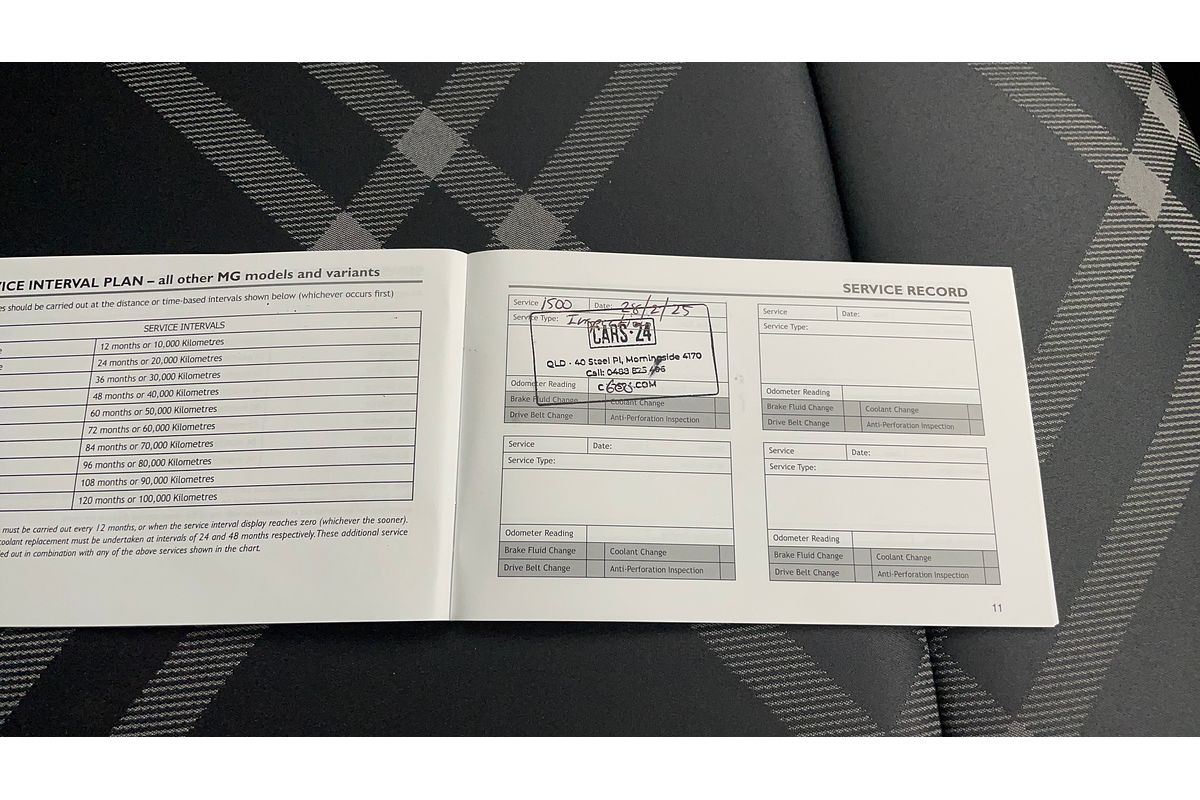 ICE INTERVAL PLAN – all other MG models and variants
es should be carried out at the distance or time-based intervals shown below (whichever occurs first)
SERVICE INTERVALS
12 months or 10,000 Kilometres
24 months or 20,000 Kilometres
36 months or 30,000 Kilometres
48 months or 40,000 Kilometres
60 months or 50,000 Kilometres
72 months or 60,000 Kilometres
84 months or 70,000 Kilometres
96 months or 80,000 Kilometres
108 months or 90,000 Kilometres
120 months or 100,000 Kilometres
must be carried out every 12 months, or when the service interval display reaches zero (whichever the sooner).
coolant replacement must be undertaken at intervals of 24 and 48 months respectively. These additional service
ed out in combination with any of the above services shown in the chart.
SERVICE RECORD
Service 1500 Date: 28/2/25
Service Type:
CARS·24
QLD - 40 Steel Pl, Morningside 4170
Call:
Odometer Reading
Brake Fluid Change Coolant Change
Drive Belt Change Anti-Perforation Inspection
Service Date:
Service Type:
Odometer Reading
Brake Fluid Change Coolant Change
Drive Belt Change Anti-Perforation Inspection
Service Date:
Service Type:
Odometer Reading
Brake Fluid Change Coolant Change
Drive Belt Change Anti-Perforation Inspection
Service Date:
Service Type:
Odometer Reading
Brake Fluid Change Coolant Change
Drive Belt Change Anti-Perforation Inspection
11